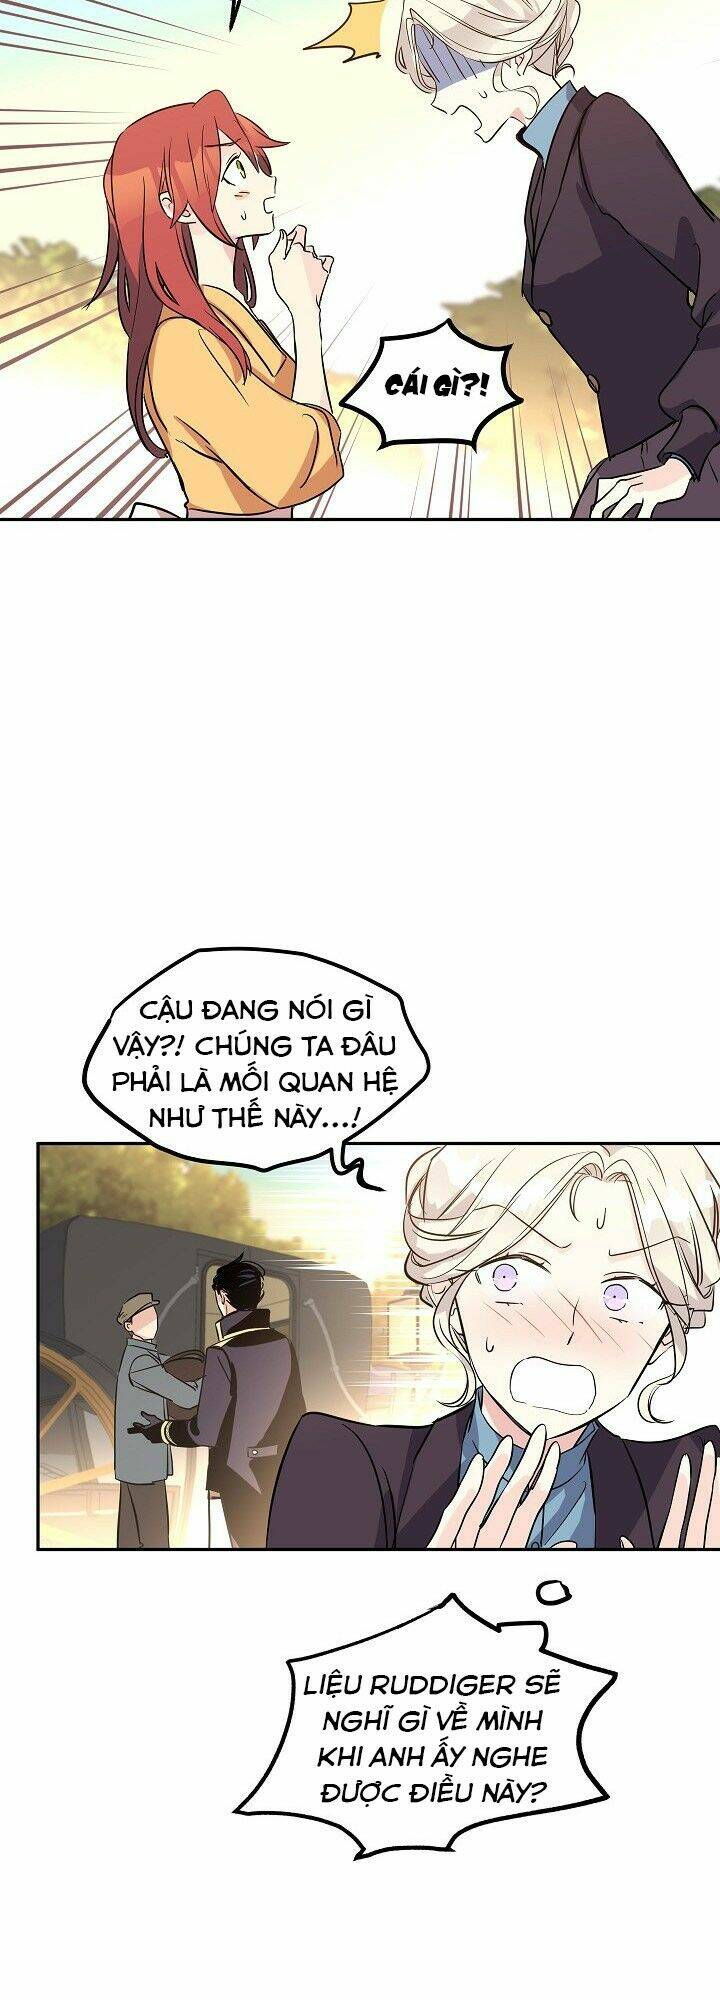 CÁI GÌ?!
CẬU ĐANG NÓI GÌ
VẬY?! CHÚNG TA ĐÂU
PHẢI LÀ MỐI QUAN HỆ
NHƯ THẾ NÀY...!
LIỆU RUDDIGER SẼ
NGHĨ GÌ VỀ MÌNH
KHI ANH ẤY NGHE
ĐƯỢC ĐIỀU NÀY?